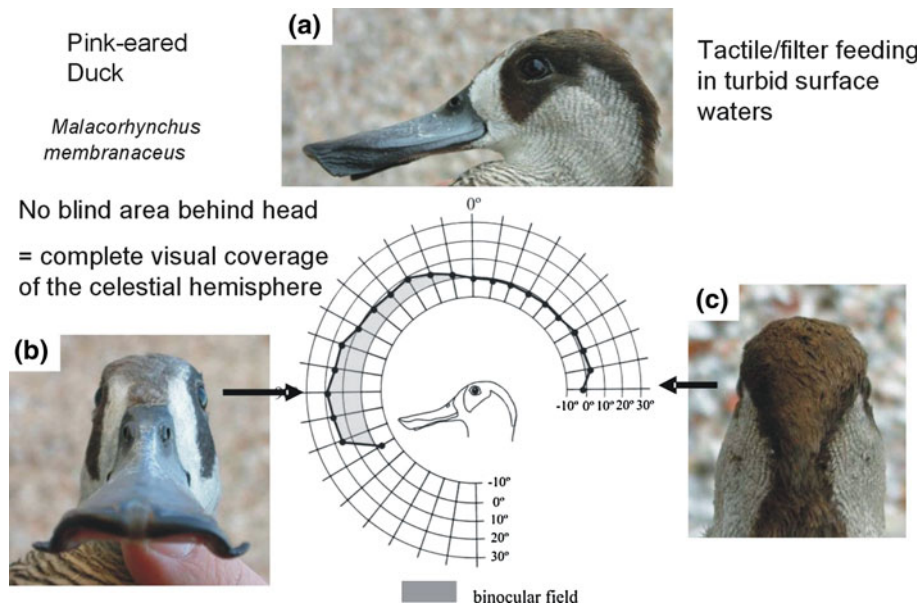 Pink-eared
Duck
Malacorhynchus
membranaceus
(a)
Tactile/filter feeding
in turbid surface
waters
No blind area behind head
= complete visual coverage
of the celestial hemisphere
0º
(b)
(c)
-10º 0º 10º 20º 30º
-10º
0º
10º
20º
30º
binocular field